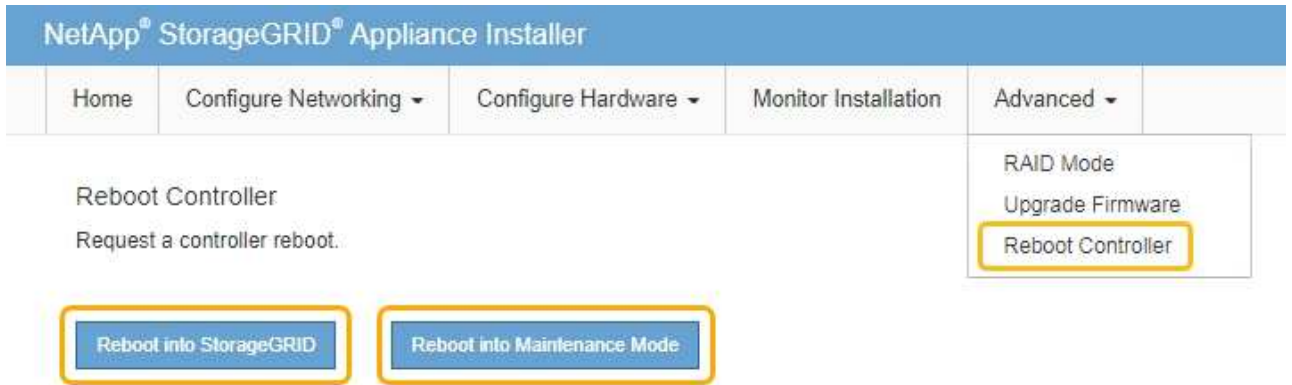 NetApp® StorageGRID® Appliance Installer
Home Configure Networking Configure Hardware Monitor Installation Advanced
RAID Mode
Upgrade Firmware
Reboot Controller
Reboot Controller
Request a controller reboot.
Reboot into StorageGRID Reboot into Maintenance Mode